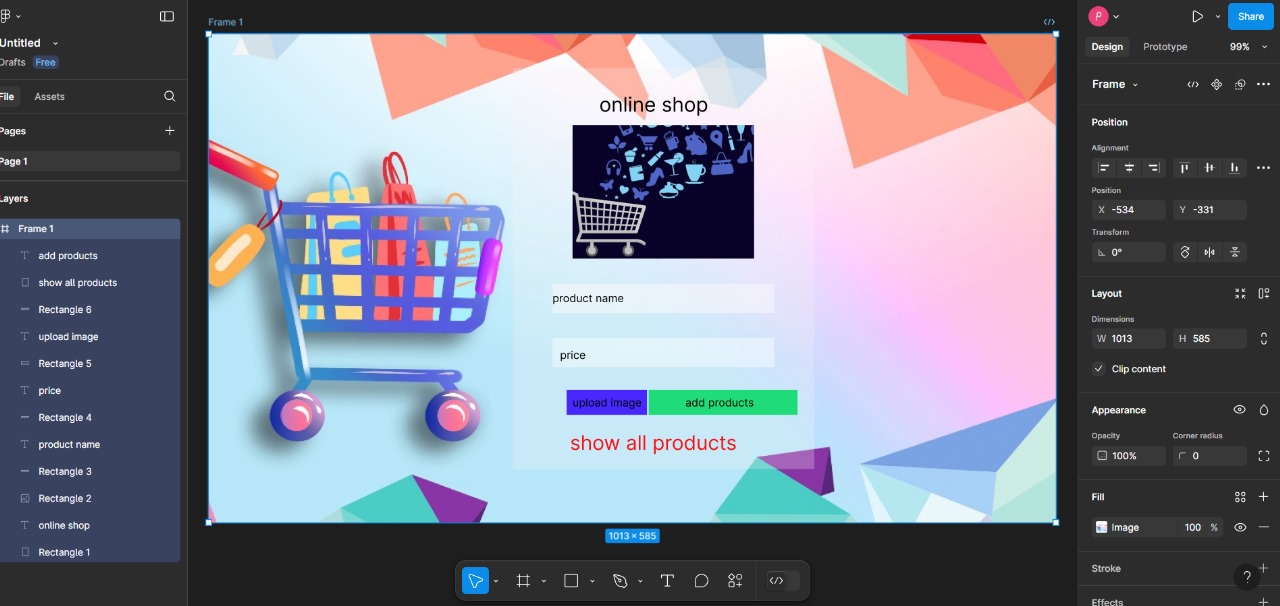 Untitled
Drafts
Free
File
Assets
Pages
Page 1
Layers
Frame 1
add products
show all products
Rectangle 6
upload image
Rectangle 5
price
Rectangle 4
product name
Rectangle 3
Rectangle 2
online shop
Rectangle 1
Frame 1
online shop
product name
price
upload image
add products
show all products
1013 × 585
P
Share
Design
Prototype
99%
Frame
Position
Alignment
Position
X -534
Y -331
Transform
0°
Layout
Dimensions
W 1013
H 585
Clip content
Appearance
Opacity
Corner radius
100%
0
Fill
Image
100 %
Stroke
?
Effects